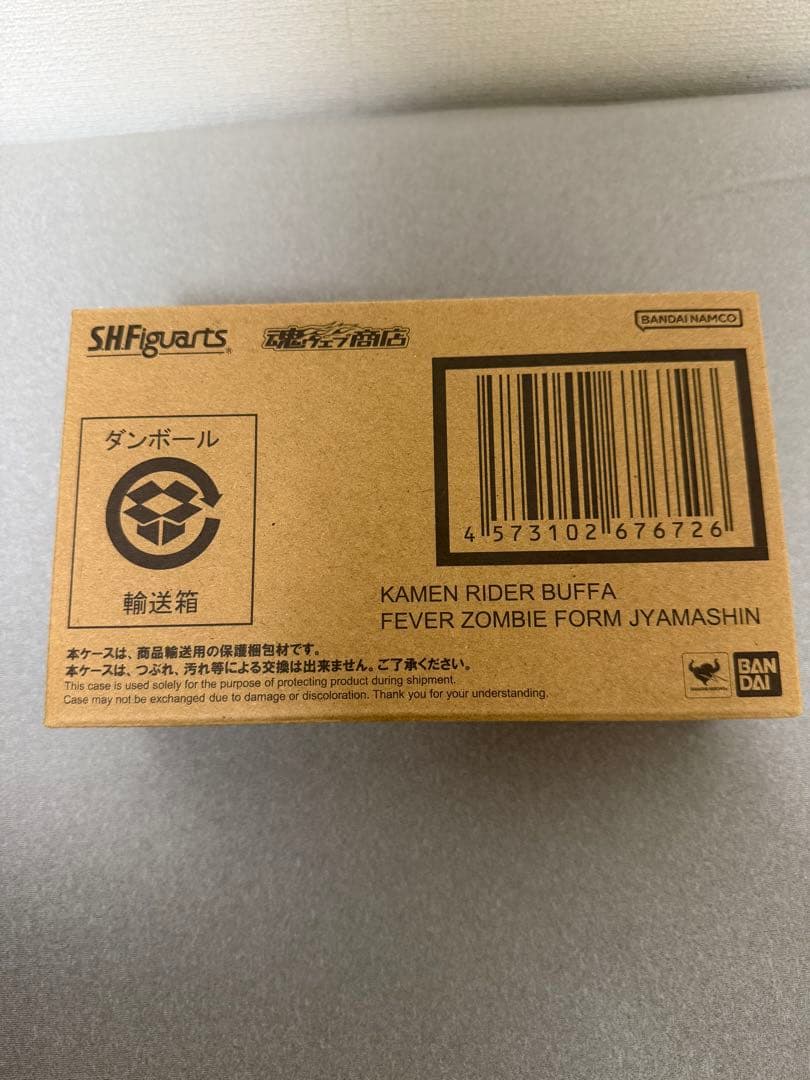 S.H.Figuarts®
魂ウェブ商店
BANDAI NAMCO
ダンボール
輸送箱
4 573102 676726
KAMEN RIDER BUFFA
FEVER ZOMBIE FORM JYAMASHIN
本ケースは、商品輸送用の保護梱包材です。
本ケースは、つぶれ、汚れ等による交換は出来ません。ご了承ください。
This case is used solely for the purpose of protecting product during shipment.
Case may not be exchanged due to damage or discoloration. Thank you for your understanding.
BAN
DAI